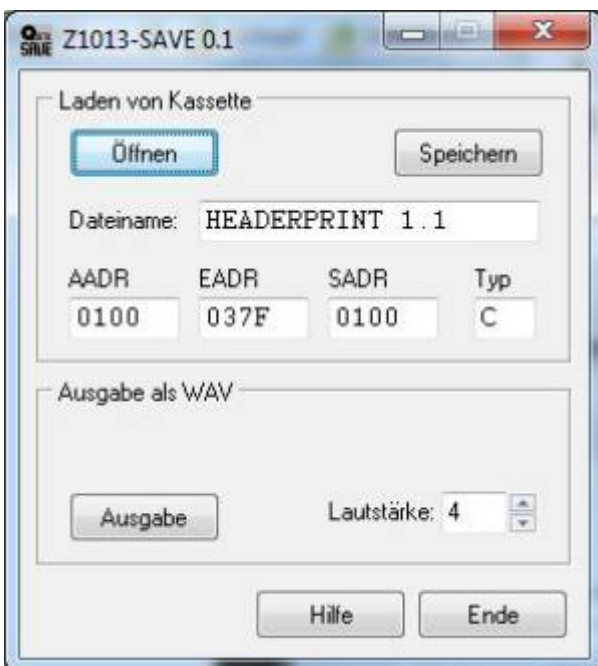 SAVE Z1013-SAVE 0.1
Laden von Kassette
Öffnen Speichern
Dateiname: HEADERPRINT 1.1
AADR EADR SADR Typ
0100 037F 0100 C
Ausgabe als WAV
Ausgabe Lautstärke: 4
Hilfe Ende